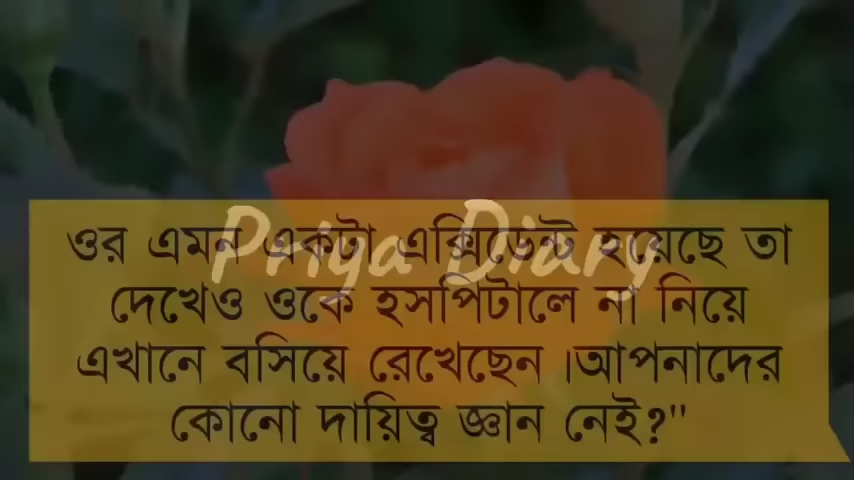 Priya Diary
ওর এমন একটা এক্সিডেন্ট হয়েছে তা
দেখেও ওকে হসপিটালে না নিয়ে
এখানে বসিয়ে রেখেছেন ।আপনাদের
কোনো দায়িত্ব জ্ঞান নেই?"